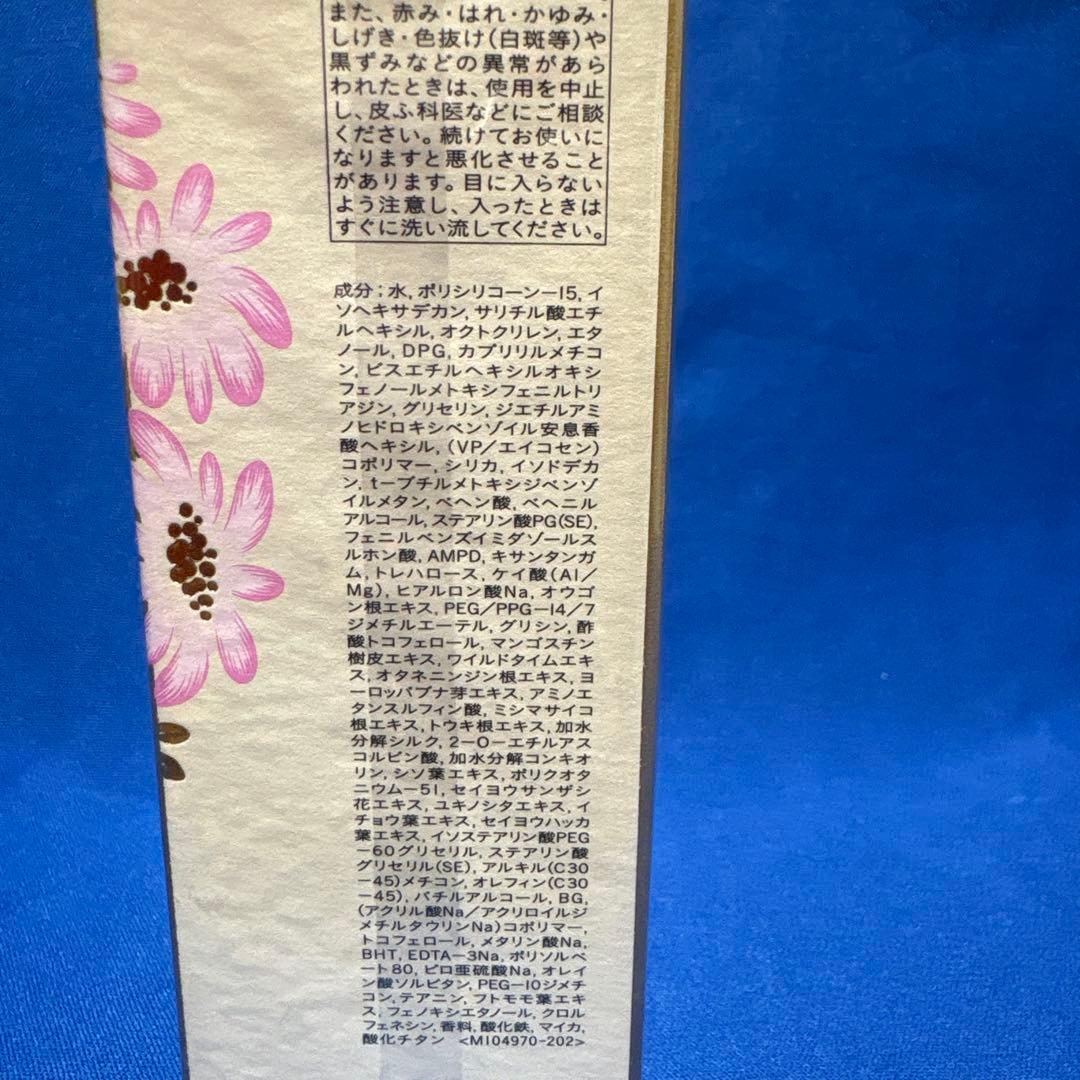 また、赤み・はれ・かゆみ・
しげき・色抜け(白斑等)や
黒ずみなどの異常があら
われたときは、使用を中止
し、皮ふ科医などにご相談
ください。続けてお使いに
なりますと悪化させること
があります。目に入らない
よう注意し、入ったときは
すぐに洗い流してください。
成分；水, ポリシリコーン－15, イ
ソヘキサデカン, サリチル酸エチ
ルヘキシル, オクトクリレン, エタ
ノール, DPG, カプリリルメチコ
ン, ビスエチルヘキシルオキシ
フェノールメトキシフェニルトリ
アジン, グリセリン, ジエチルアミ
ノヒドロキシベンゾイル安息香
酸ヘキシル, (VP／エイコセン)
コポリマー, シリカ, イソドデカ
ン, t－ブチルメトキシジベンゾ
イルメタン, ベヘン酸, ベヘニル
アルコール, ステアリン酸PG(SE),
フェニルベンズイミダゾールス
ルホン酸, AMPD, キサンタンガ
ム, トレハロース, ケイ酸(Al／
Mg), ヒアルロン酸Na, オウゴ
ン根エキス, PEG／PPG－14／7
ジメチルエーテル, グリシン, 酢
酸トコフェロール, マンゴスチン
樹皮エキス, ワイルドタイムエキ
ス, オタネニンジン根エキス, ヨ
ーロッパブナ芽エキス, アミノエ
タンスルフィン酸, ミシマサイコ
根エキス, トウキ根エキス, 加水
分解シルク, 2－O－エチルアス
コルビン酸, 加水分解コンキオ
リン, シソ葉エキス, ポリクオタ
ニウム－51, セイヨウサンザシ
花エキス, ユキノシタエキス, イ
チョウ葉エキス, セイヨウハッカ
葉エキス, イソステアリン酸PEG
－60グリセリル, ステアリン酸
グリセリル(SE), アルキル(C30
－45)メチコン, オレフィン(C30
－45), バチルアルコール, BG,
(アクリル酸Na／アクリロイルジ
メチルタウリンNa)コポリマー,
トコフェロール, メタリン酸Na,
BHT, EDTA－3Na, ポリソルベ
ート80, ピロ亜硫酸Na, オレイ
ン酸ソルビタン, PEG－10ジメチ
コン, テアニン, フトモモ葉エキ
ス, フェノキシエタノール, クロル
フェネシン, 香料, 酸化鉄, マイカ,
酸化チタン <M104970-202>